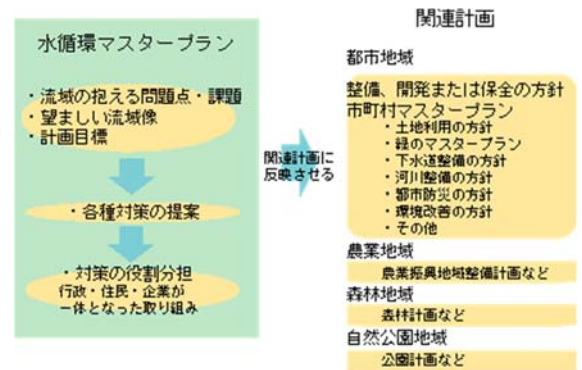 水循環マスタープラン
・流域の抱える問題点・課題
・望ましい流域像
・計画目標
・各種対策の提案
・対策の役割分担
行政・住民・企業が
一体となった取り組み
関連計画に
反映させる
関連計画
都市地域
整備、開発または保全の方針
市町村マスタープラン
・土地利用の方針
・緑のマスタープラン
・下水道整備の方針
・河川整備の方針
・都市防災の方針
・環境改善の方針
・その他
農業地域
農業振興地域整備計画など
森林地域
森林計画など
自然公園地域
公園計画など